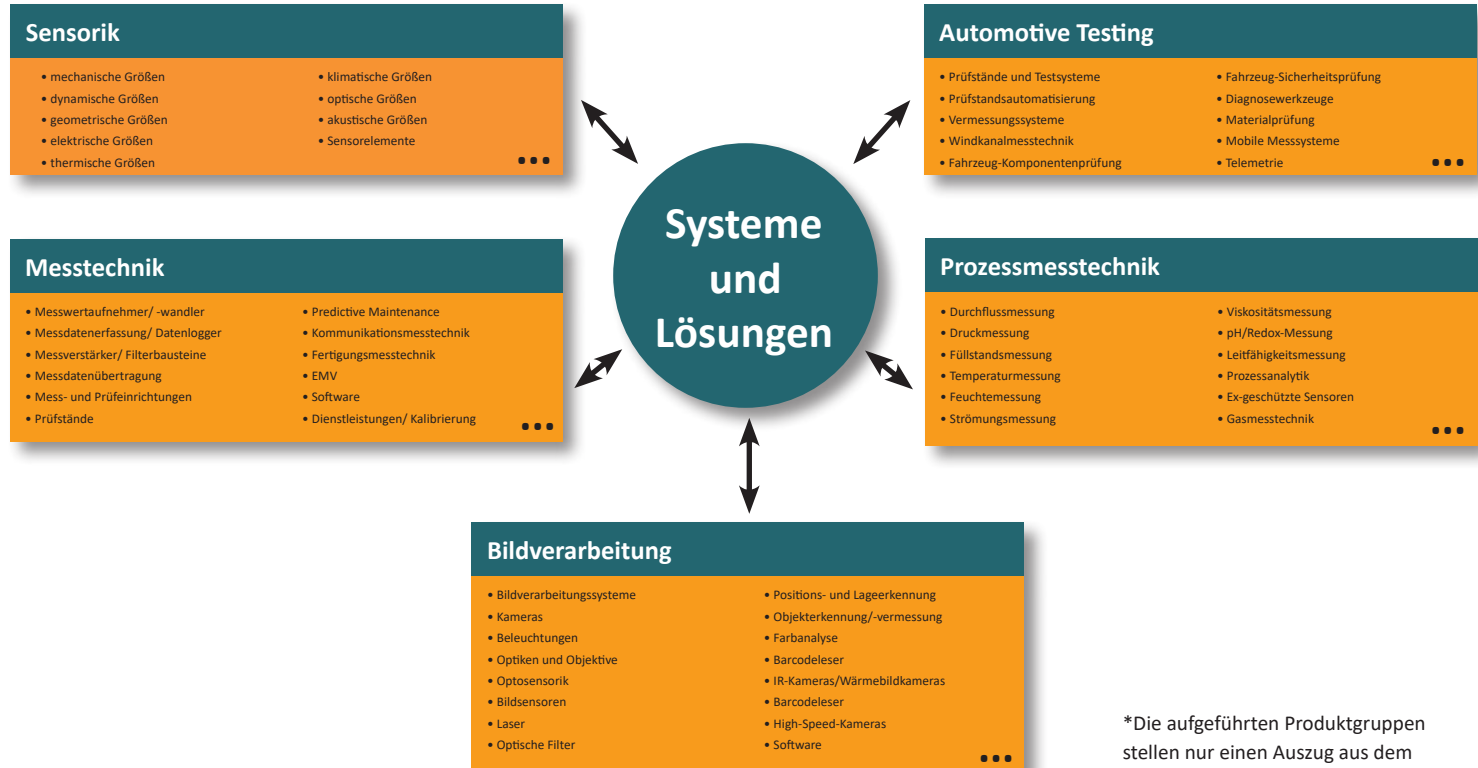 Sensorik
• mechanische Größen
• dynamische Größen
• geometrische Größen
• elektrische Größen
• thermische Größen
• klimatische Größen
• optische Größen
• akustische Größen
• Sensorelemente
...
Automotive Testing
• Prüfstände und Testsysteme
• Prüfstandsautomatisierung
• Vermessungssysteme
• Windkanalmesstechnik
• Fahrzeug-Komponentenprüfung
• Fahrzeug-Sicherheitsprüfung
• Diagnosewerkzeuge
• Materialprüfung
• Mobile Messsysteme
• Telemetrie
...
Systeme
und
Lösungen
Messtechnik
• Messwertaufnehmer/ -wandler
• Messdatenerfassung/ Datenlogger
• Messverstärker/ Filterbausteine
• Messdatenübertragung
• Mess- und Prüfeinrichtungen
• Prüfstände
• Predictive Maintenance
• Kommunikationsmesstechnik
• Fertigungsmesstechnik
• EMV
• Software
• Dienstleistungen/ Kalibrierung
...
Prozessmesstechnik
• Durchflussmessung
• Druckmessung
• Füllstandsmessung
• Temperaturmessung
• Feuchtemessung
• Strömungsmessung
• Viskositätsmessung
• pH/Redox-Messung
• Leitfähigkeitsmessung
• Prozessanalytik
• Ex-geschützte Sensoren
• Gasmesstechnik
...
Bildverarbeitung
• Bildverarbeitungssysteme
• Kameras
• Beleuchtungen
• Optiken und Objektive
• Optosensorik
• Bildsensoren
• Laser
• Optische Filter
• Positions- und Lageerkennung
• Objekterkennung/-vermessung
• Farbanalyse
• Barcodeleser
• IR-Kameras/Wärmebildkameras
• Barcodeleser
• High-Speed-Kameras
• Software
...
*Die aufgeführten Produktgruppen
stellen nur einen Auszug aus dem